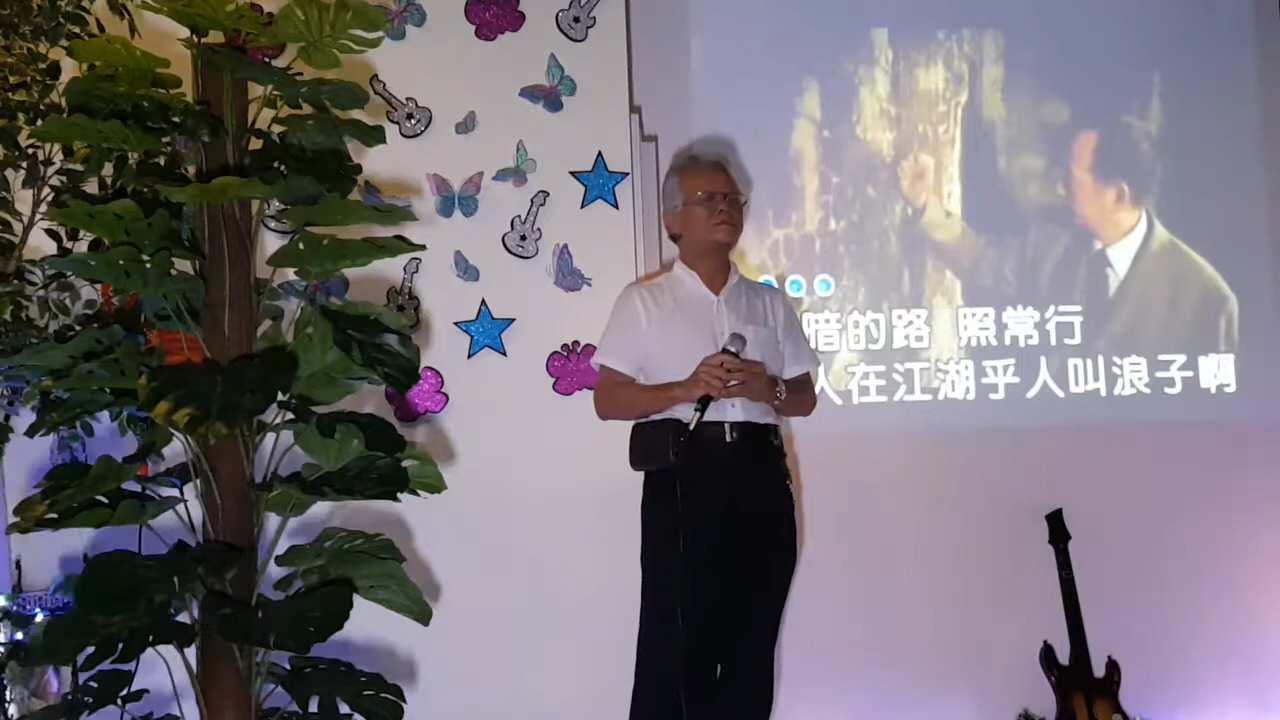 暗的路 照常行
人在江湖乎人叫浪子啊